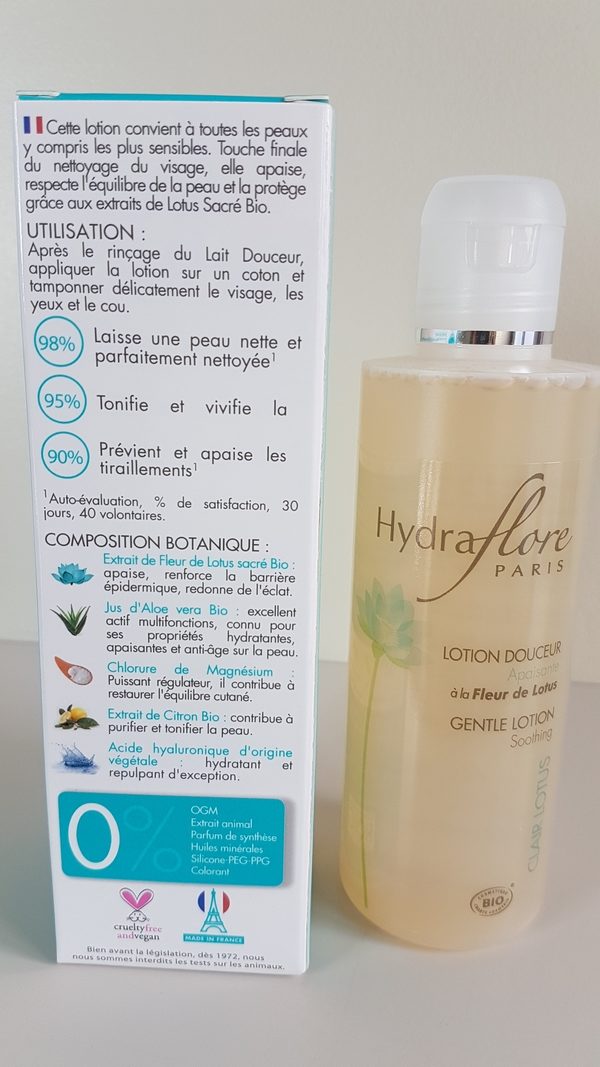 Cette lotion convient à toutes les peaux
y compris les plus sensibles. Touche finale
du nettoyage du visage, elle apaise,
respecte l'équilibre de la peau et la protège
grâce aux extraits de Lotus Sacré Bio.
UTILISATION :
Après le rinçage du Lait Douceur,
appliquer la lotion sur un coton et
tamponner délicatement le visage, les
yeux et le cou.
98% Laisse une peau nette et
parfaitement nettoyée¹
95% Tonifie et vivifie la
90% Prévient et apaise les
tiraillements¹
¹Auto-évaluation, % de satisfaction, 30
jours, 40 volontaires.
COMPOSITION BOTANIQUE :
Extrait de Fleur de Lotus sacré Bio :
apaise, renforce la barrière
épidermique, redonne de l'éclat.
Jus d'Aloe vera Bio : excellent
actif multifonctions, connu pour
ses propriétés hydratantes,
apaisantes et anti-âge sur la peau.
Chlorure de Magnésium :
Puissant régulateur, il contribue à
restaurer l'équilibre cutané.
Extrait de Citron Bio : contribue à
purifier et tonifier la peau.
Acide hyaluronique d'origine
végétale : hydratant et
repulpant d'exception.
0%
OGM
Extrait animal
Parfum de synthèse
Huiles minérales
Silicone-PEG-PPG
Colorant
crueltyfree
andvegan
MADE IN FRANCE
Bien avant la législation, dès 1972, nous
nous sommes interdits les tests sur les animaux.
Hydraflore
PARIS
LOTION DOUCEUR
Apaisante
à la Fleur de Lotus
GENTLE LOTION
Soothing
CLAIR LOTUS
COSMETIQUE
BIO